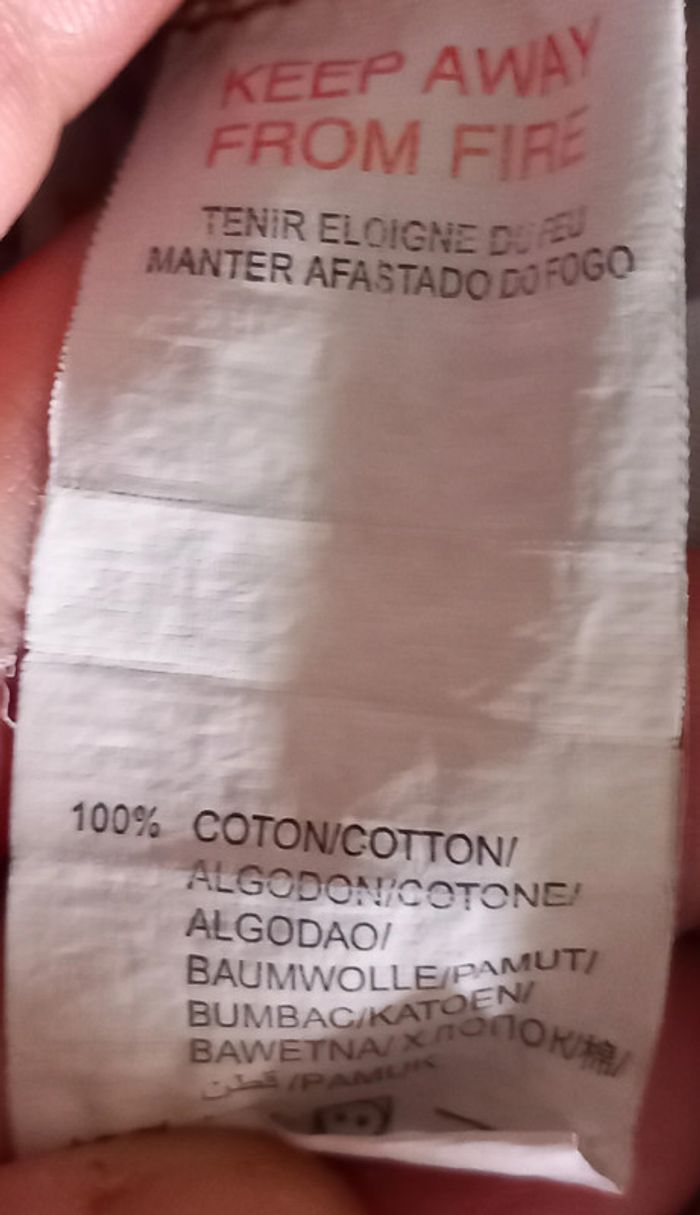 KEEP AWAY
FROM FIRE
TENIR ELOIGNE DU FEU
MANTER AFASTADO DO FOGO
100% COTON/COTTON/
ALGODON/COTONE/
ALGODAO/
BAUMWOLLE/PAMUT/
BUMBAC/KATOEN/
BAWETNA/ХЛОПОК/棉/
قطن/PAMUK